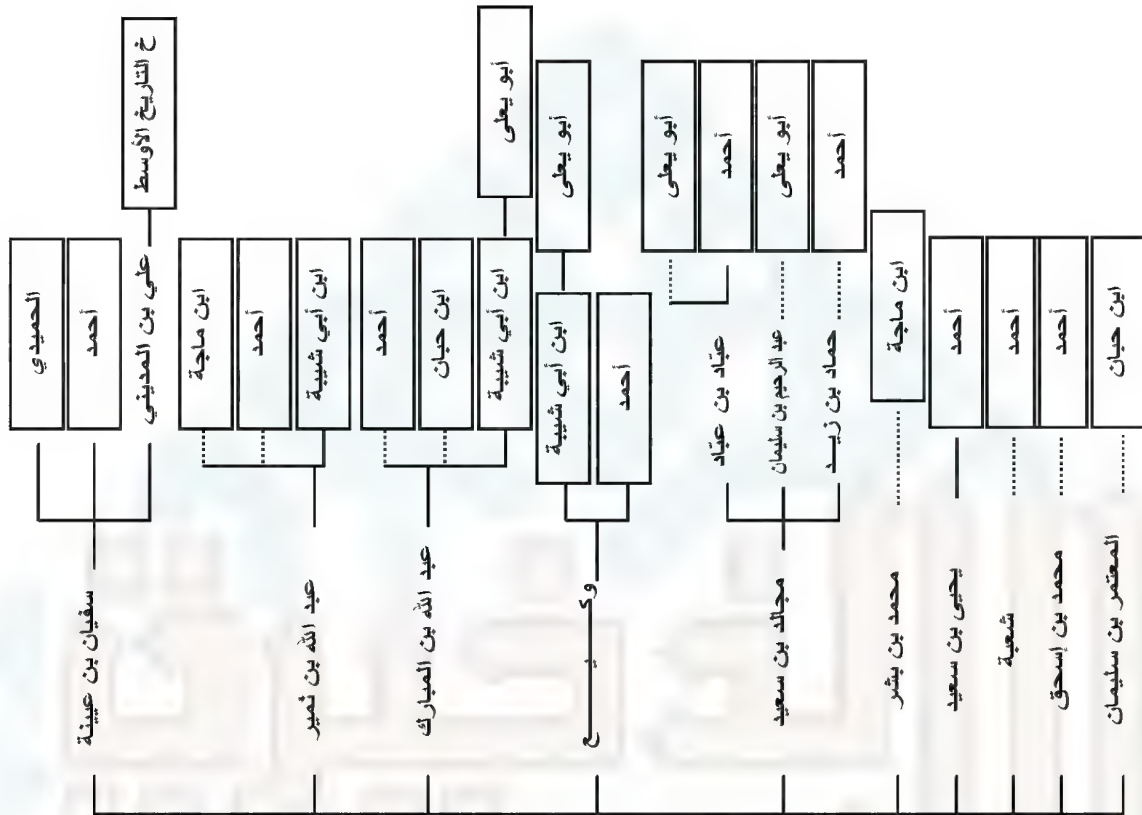 خ التاريخ الأوسط
الحميدي
أحمد
علي بن المديني
سفيان بن عيينة
ابن ماجة
أحمد
ابن أبي شيبة
عبد الله بن نمير
أبو يعلى
أحمد
ابن حبان
ابن أبي شيبة
عبد الله بن المبارك
أبو يعلى
ابن أبي شيبة
أحمد
وكـــــيـــــع
أبو يعلى
أحمد
أبو يعلى
أحمد
عبّاد بن عبّاد
عبد الرحيم بن سليمان
حماد بن زيـد
مجالد بن سعيد
ابن ماجة
محمد بن بشر
أحمد
يحيى بن سعيد
أحمد
شعبة
أحمد
محمد بن إسحق
ابن حبان
المعتمر بن سليمان